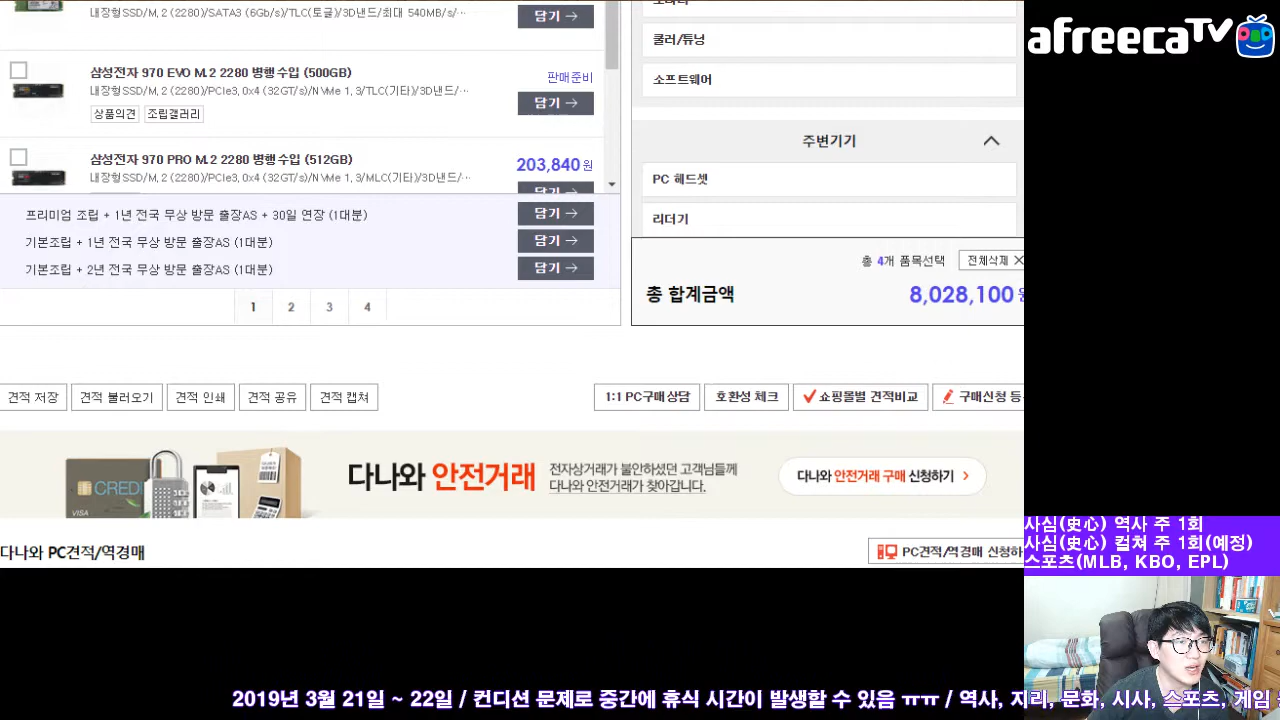 내장형SSD/M, 2 (2280)/SATA3 (6Gb/s)/TLC(토글)/3D낸드/최대 540MB/s/···
담기 →
삼성전자 970 EVO M.2 2280 병행수입 (500GB)
판매준비
내장형SSD/M, 2 (2280)/PCIe3, 0x4 (32GT/s)/NVMe 1, 3/TLC(기타)/3D낸드/···
담기 →
상품의견
조립갤러리
삼성전자 970 PRO M.2 2280 병행수입 (512GB)
203,840 원
내장형SSD/M, 2 (2280)/PCIe3, 0x4 (32GT/s)/NVMe 1, 3/MLC(기타)/3D낸드/···
담기 →
프리미엄 조립 + 1년 전국 무상 방문 출장AS + 30일 연장 (1대분)
담기 →
기본조립 + 1년 전국 무상 방문 출장AS (1대분)
담기 →
기본조립 + 2년 전국 무상 방문 출장AS (1대분)
담기 →
1 2 3 4
쿨러/튜닝
소프트웨어
주변기기
PC 헤드셋
리더기
총 4개 품목선택
전체삭제 ✕
총 합계금액
8,028,100
견적 저장
견적 불러오기
견적 인쇄
견적 공유
견적 캡쳐
1:1 PC구매상담
호환성 체크
쇼핑몰별 견적비교
구매신청 등
CREDI
VISA
다나와 안전거래
전자상거래가 불안하셨던 고객님들께
다나와 안전거래가 찾아갑니다.
다나와 안전거래 구매 신청하기 >
다나와 PC견적/역경매
PC견적/역경매 신청하
afreecaTV
사심(史心) 역사 주 1회
사심(史心) 컬쳐 주 1회(예정)
스포츠(MLB, KBO, EPL)
2019년 3월 21일 ~ 22일 / 컨디션 문제로 중간에 휴식 시간이 발생할 수 있음 ㅠㅠ / 역사, 지리, 문화, 시사, 스포츠, 게임